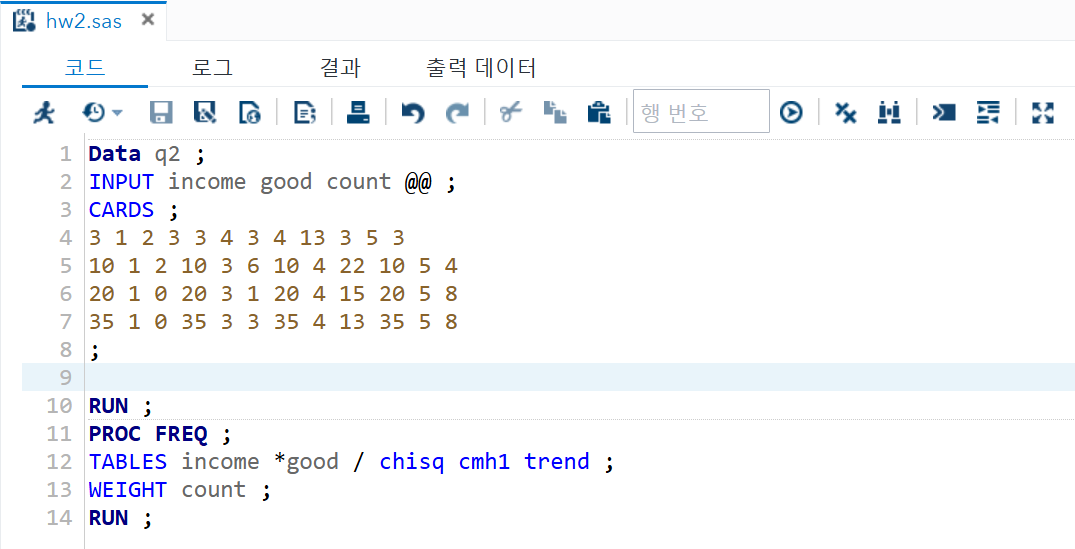 hw2.sas ×
코드 로그 결과 출력 데이터
행 번호
1 Data q2 ;
2 INPUT income good count @@ ;
3 CARDS ;
4 3 1 2 3 3 4 3 4 13 3 5 3
5 10 1 2 10 3 6 10 4 22 10 5 4
6 20 1 0 20 3 1 20 4 15 20 5 8
7 35 1 0 35 3 3 35 4 13 35 5 8
8 ;
9
10 RUN ;
11 PROC FREQ ;
12 TABLES income *good / chisq cmh1 trend ;
13 WEIGHT count ;
14 RUN ;